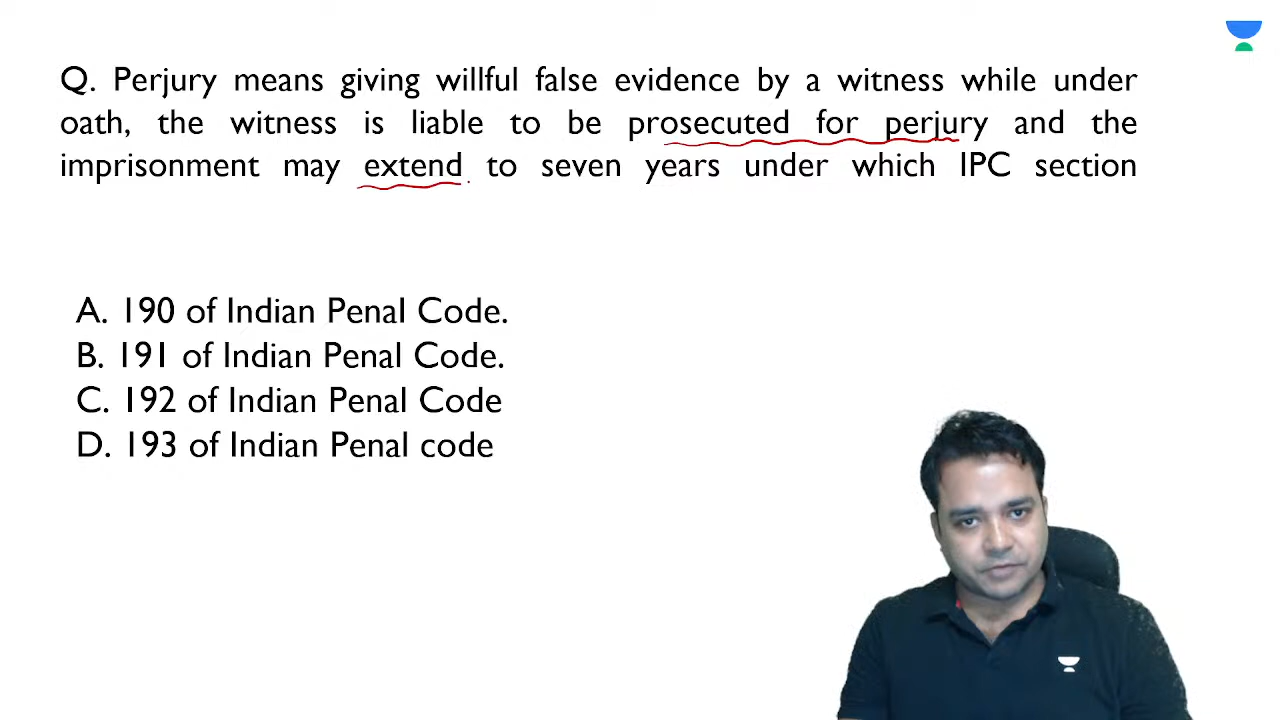 Q. Perjury means giving willful false evidence by a witness while under
oath, the witness is liable to be prosecuted for perjury and the
imprisonment may extend to seven years under which IPC section
A. 190 of Indian Penal Code.
B. 191 of Indian Penal Code.
C. 192 of Indian Penal Code
D. 193 of Indian Penal code